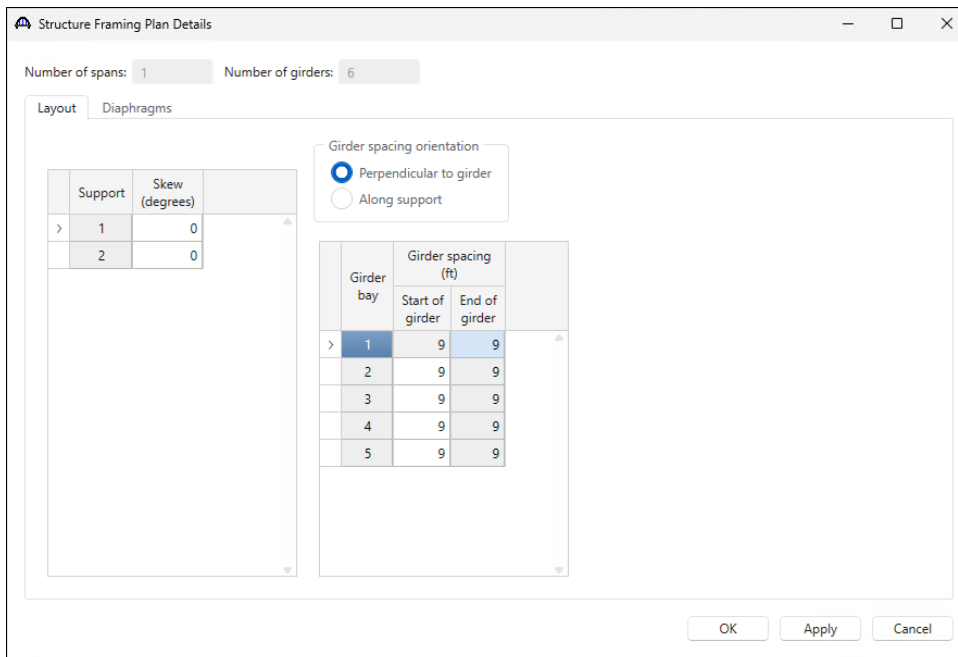 Structure Framing Plan Details
Number of spans: 1 Number of girders: 6
Layout Diaphragms
Girder spacing orientation
Perpendicular to girder
Along support
Support Skew (degrees)
1 0
2 0
Girder bay Girder spacing (ft)
Start of girder End of girder
1 9 9
2 9 9
3 9 9
4 9 9
5 9 9
OK Apply Cancel